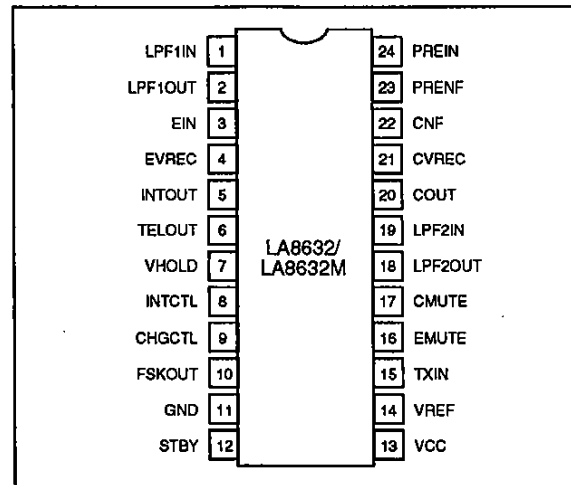 LPF1IN 1 24 PREIN
LPF1OUT 2 23 PRENF
EIN 3 22 CNF
EVREC 4 21 CVREC
INTOUT 5 20 COUT
TELOUT 6 19 LPF2IN
LA8632/
LA8632M
VHOLD 7 18 LPF2OUT
INTCTL 8 17 CMUTE
CHGCTL 9 16 EMUTE
FSKOUT 10 15 TXIN
GND 11 14 VREF
STBY 12 13 VCC